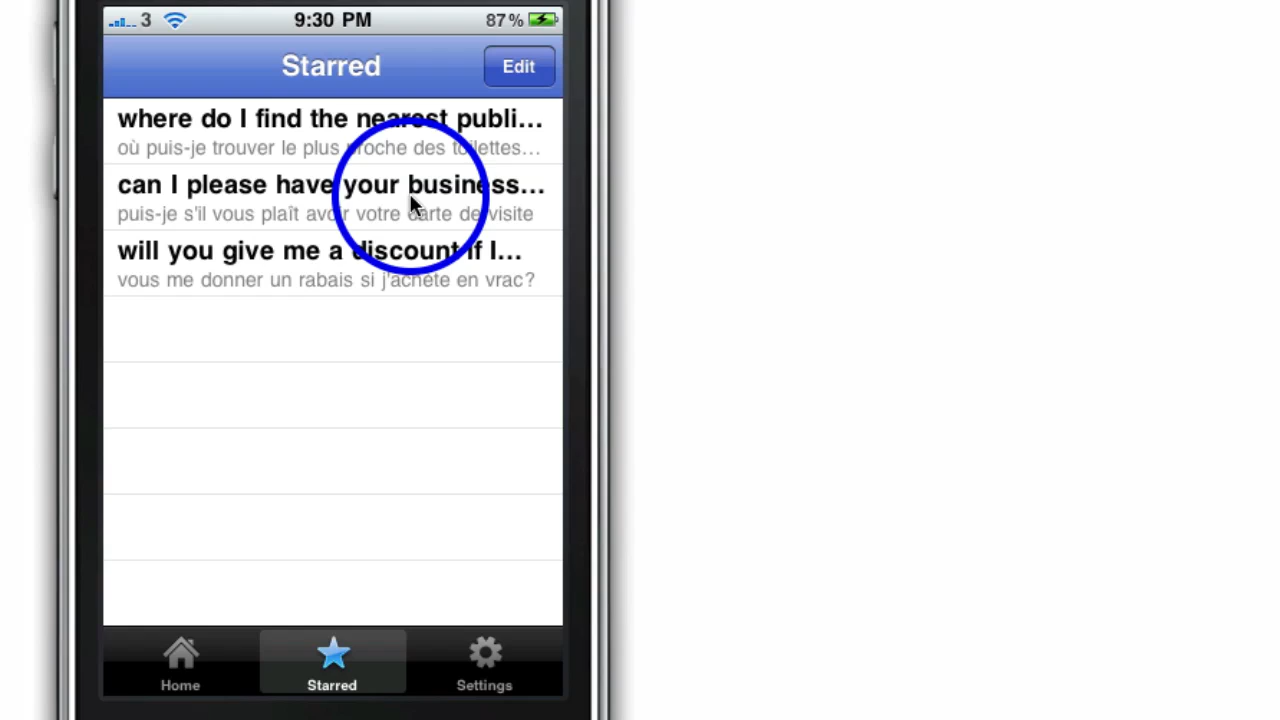 3 9:30 PM 87%
Starred Edit
where do I find the nearest publi...
où puis-je trouver le plus proche des toilettes...
can I please have your business...
puis-je s'il vous plaît avoir votre carte de visite
will you give me a discount if I...
vous me donner un rabais si j'achète en vrac?
Home Starred Settings